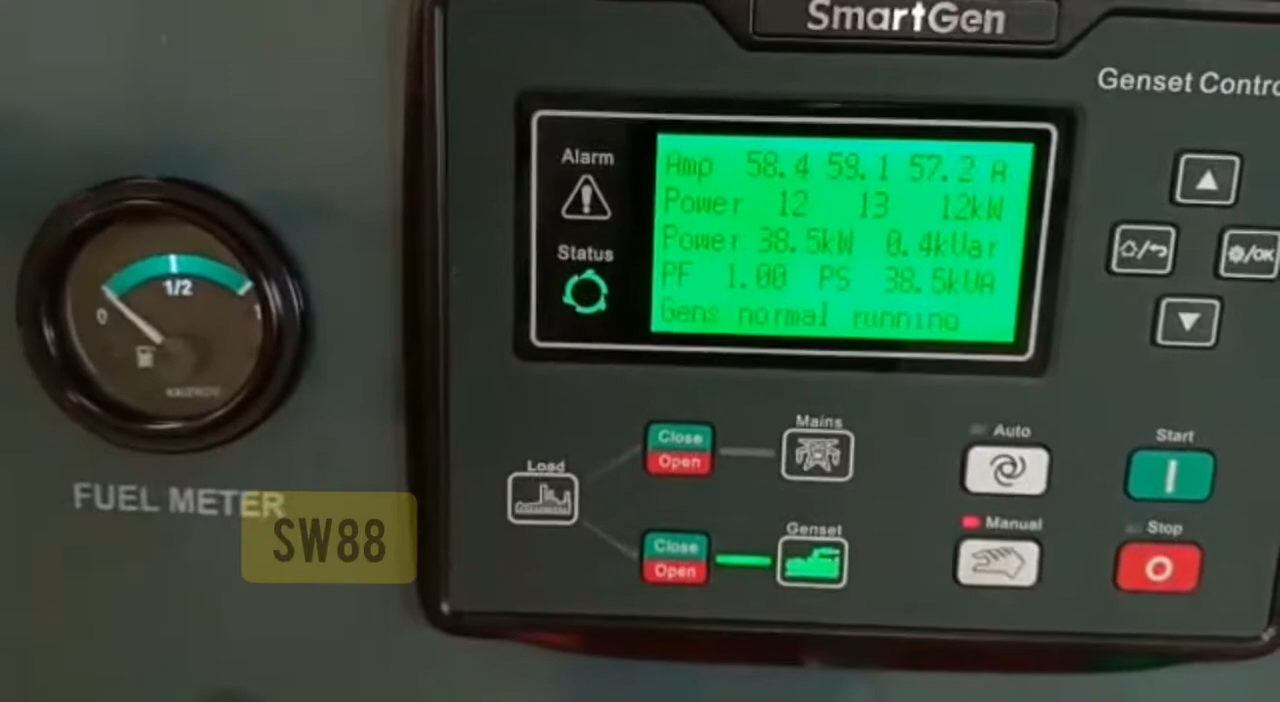 SmartGen
Genset Contro
Alarm
Amp 58.4 59.1 57.2 A
Power 12 13 12kW
Status
Power 38.5kW 0.4kVar
PF 1.00 PS 38.5kVA
Gens normal running
0
1/2
1
FUEL METER
SW88
Load
Close
Open
Mains
Close
Open
Genset
Auto
Manual
Start
Stop
/OK